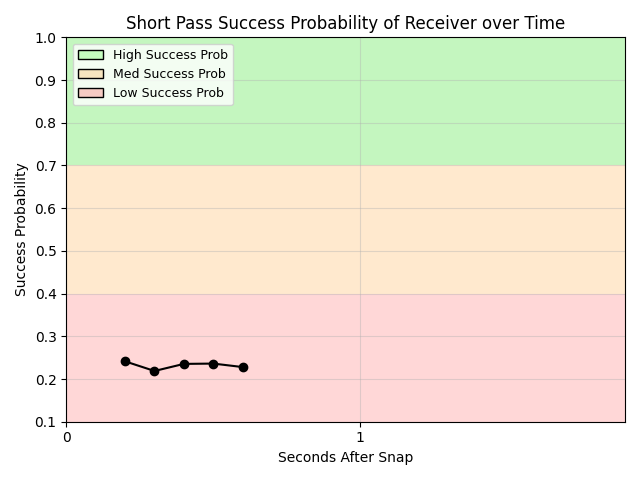 Short Pass Success Probability of Receiver over Time
1.0
High Success Prob
Med Success Prob
Low Success Prob
0.9
0.8
0.7
0.6
0.5
0.4
0.3
0.2
0.1
Success Probability
0
1
Seconds After Snap